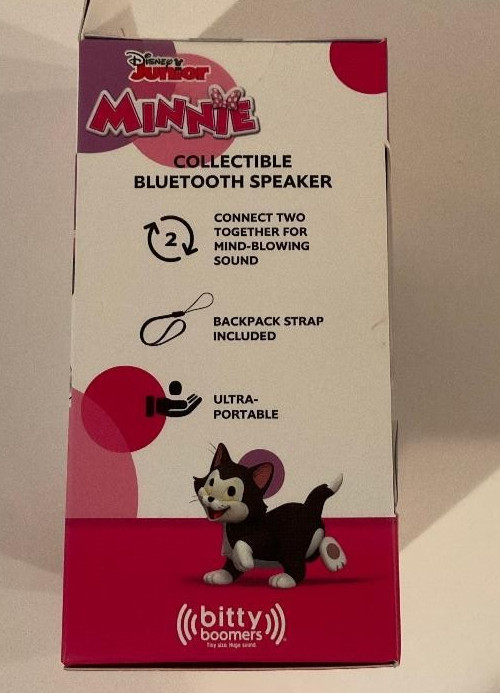 Disney
Junior
MINNIE
COLLECTIBLE
BLUETOOTH SPEAKER
2
CONNECT TWO
TOGETHER FOR
MIND-BLOWING
SOUND
BACKPACK STRAP
INCLUDED
ULTRA-
PORTABLE
bitty
boomers
Tiny size. Huge sound.